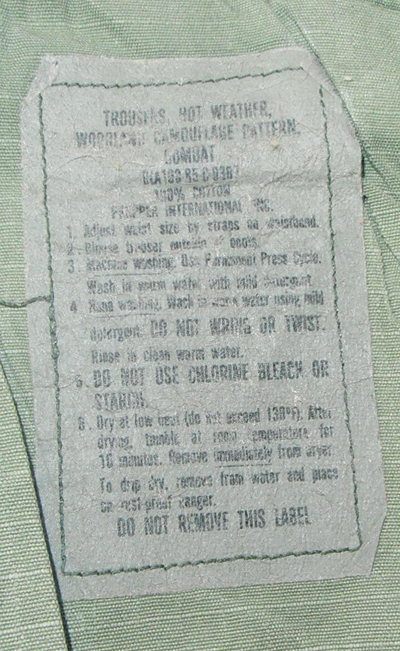 TROUSERS, HOT WEATHER,
WOODLAND CAMOUFLAGE PATTERN,
COMBAT
100% COTTON
PROPPER INTERNATIONAL INC.
1. Adjust waist size by straps on waistband.
2. Blouse trouser outside of boots.
3. Machine washing. Use Permanent Press Cycle.
Wash in warm water with mild detergent.
4. Hand washing. Wash in warm water using mild
detergent. DO NOT WRING OR TWIST.
Rinse in clean warm water.
5. DO NOT USE CHLORINE BLEACH OR
STARCH.
6. Dry at low heat (do not exceed 130°F). After
drying, tumble at room temperature for
10 minutes. Remove immediately from dryer
To drip dry, remove from water and place
on rust-proof hanger.
DO NOT REMOVE THIS LABEL